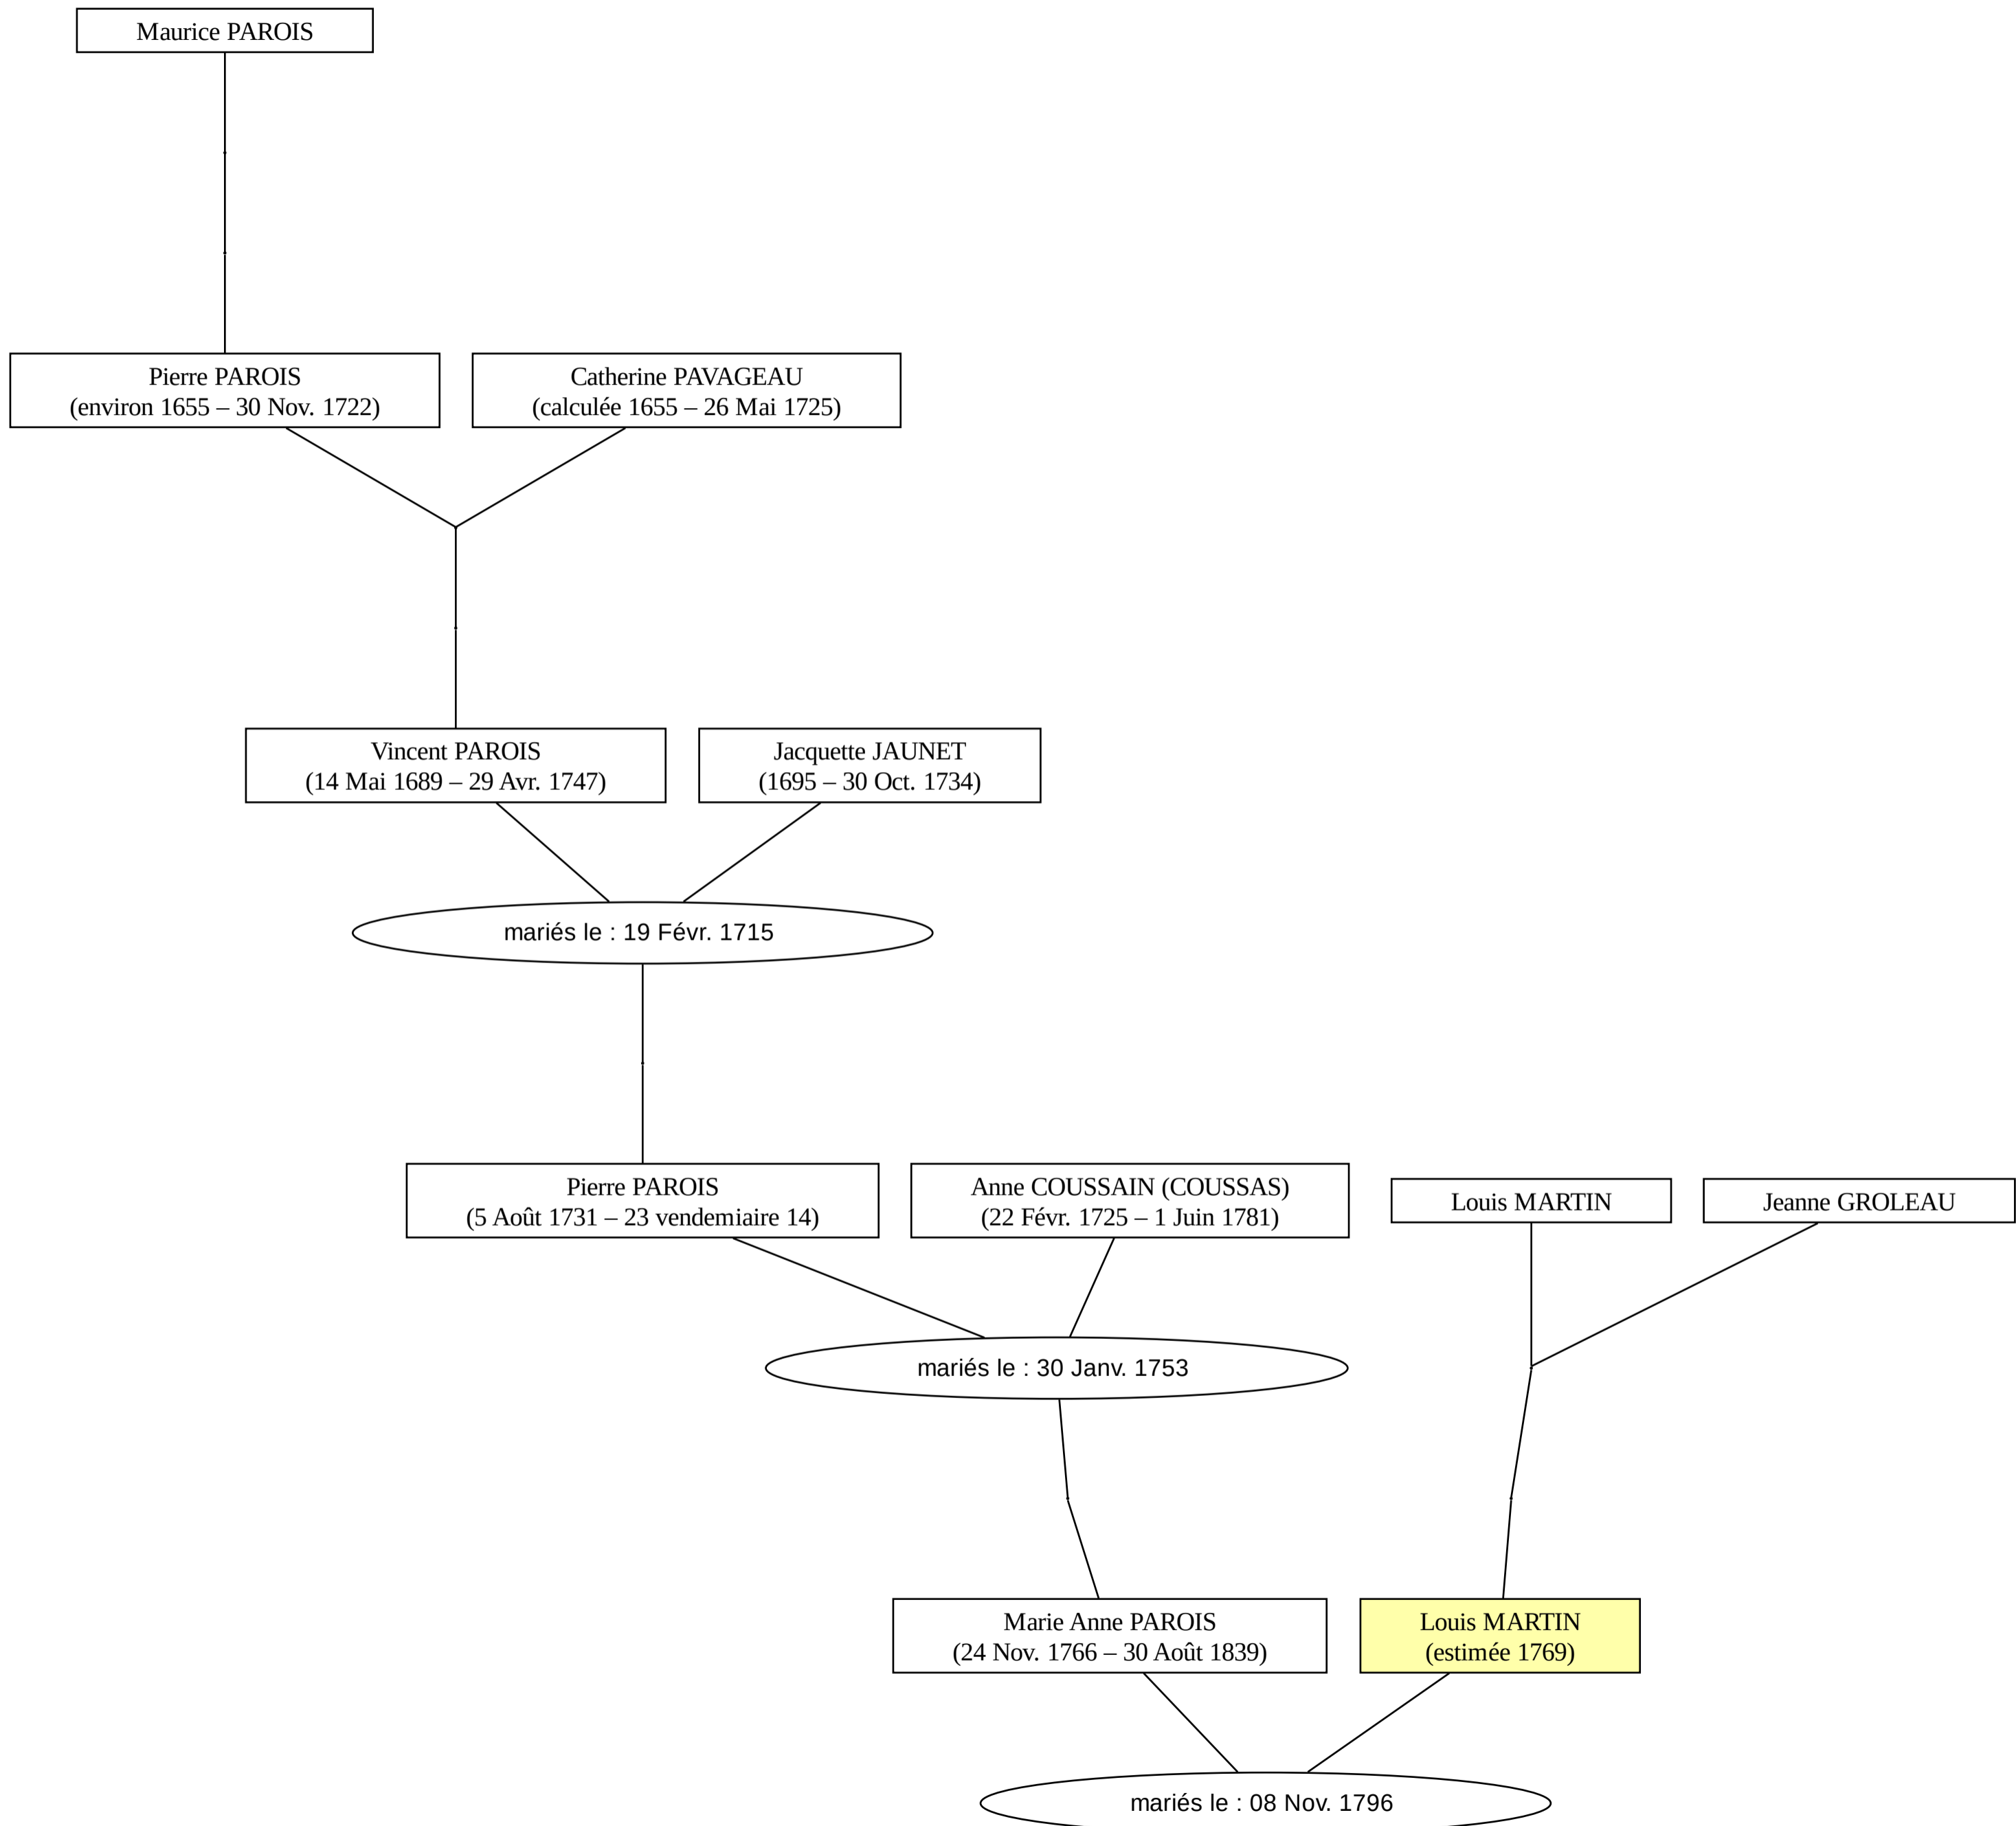 Maurice PAROIS
Pierre PAROIS
(environ 1655 – 30 Nov. 1722)
Catherine PAVAGEAU
(calculée 1655 – 26 Mai 1725)
Vincent PAROIS
(14 Mai 1689 – 29 Avr. 1747)
Jacquette JAUNET
(1695 – 30 Oct. 1734)
mariés le : 19 Févr. 1715
Pierre PAROIS
(5 Août 1731 – 23 vendemiaire 14)
Anne COUSSAIN (COUSSAS)
(22 Févr. 1725 – 1 Juin 1781)
Louis MARTIN
Jeanne GROLEAU
mariés le : 30 Janv. 1753
Marie Anne PAROIS
(24 Nov. 1766 – 30 Août 1839)
Louis MARTIN
(estimée 1769)
mariés le : 08 Nov. 1796